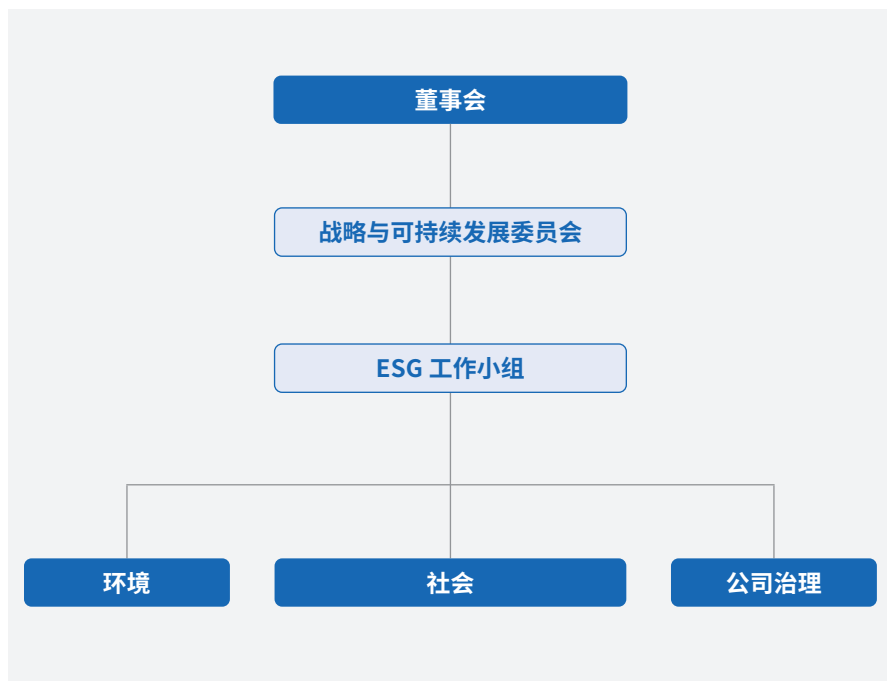 董事会
战略与可持续发展委员会
ESG 工作小组
环境
社会
公司治理